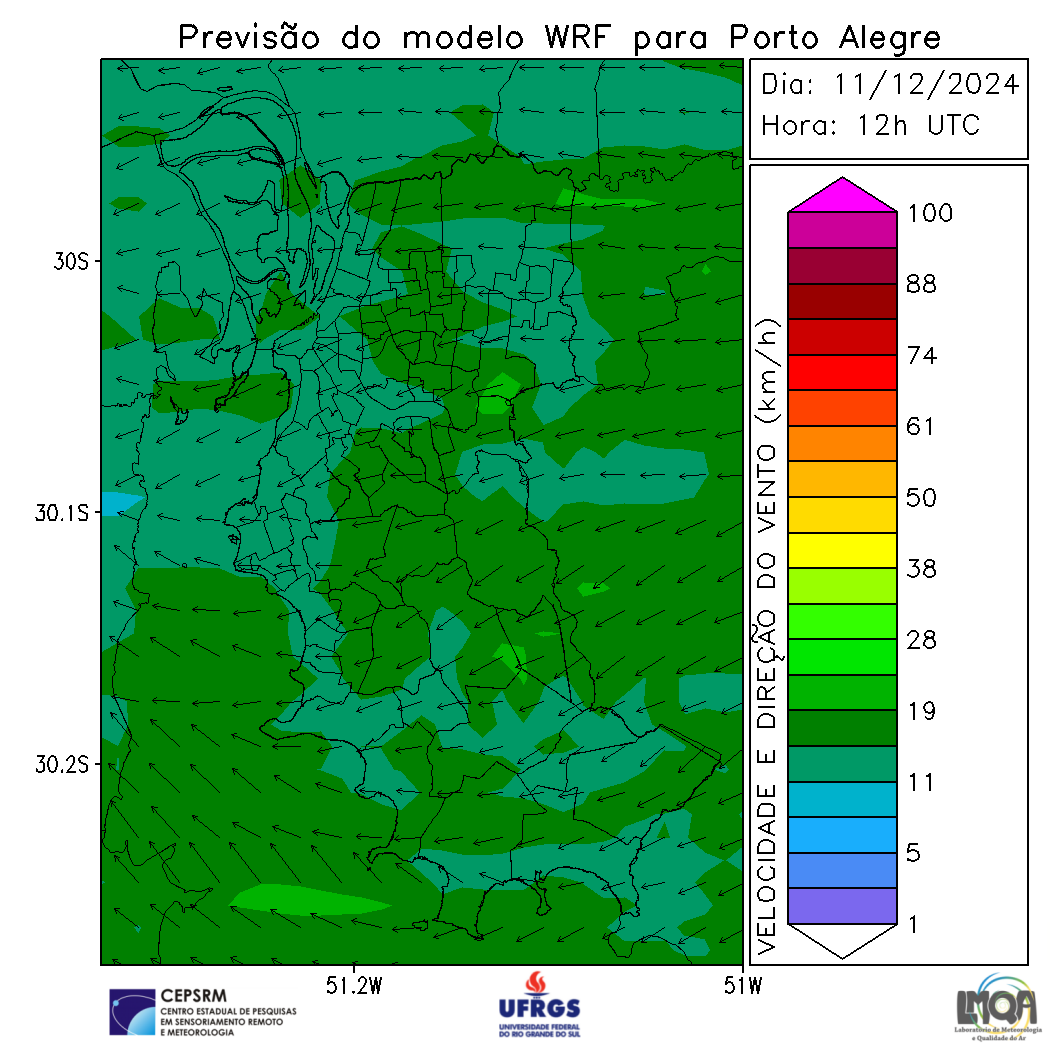 Previsão do modelo WRF para Porto Alegre
Dia: 11/12/2024
Hora: 12h UTC
30S
30.1S
30.2S
51.2W
51W
VELOCIDADE E DIREÇÃO DO VENTO (km/h)
100
88
74
61
50
38
28
19
11
5
1
CEPSRM
CENTRO ESTADUAL DE PESQUISAS
EM SENSORIAMENTO REMOTO
E METEOROLOGIA
UFRGS
UNIVERSIDADE FEDERAL
DO RIO GRANDE DO SUL
LMQA
Laboratório de Meteorologia
e Qualidade do Ar